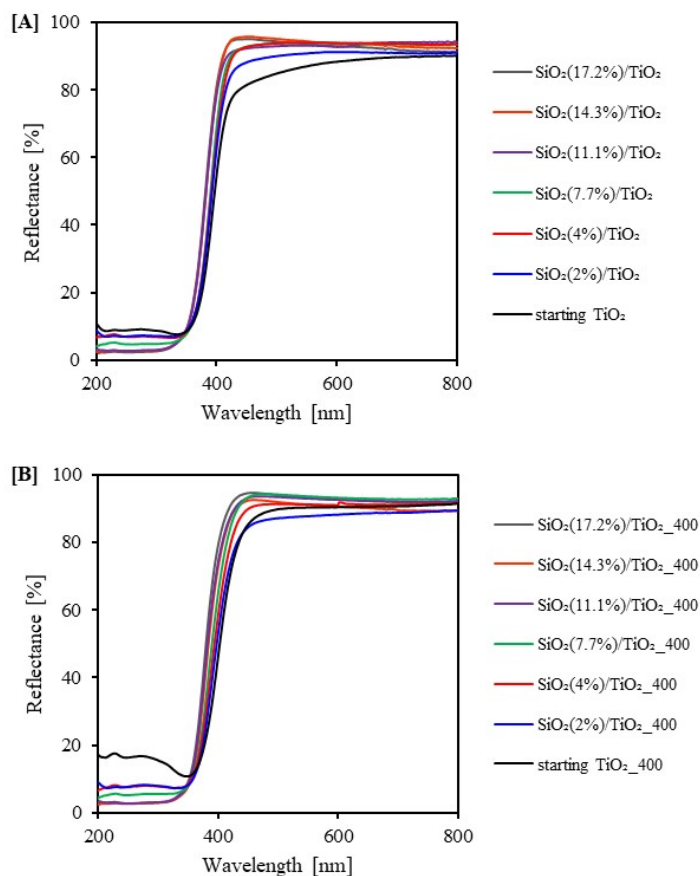 [A]
100
80
60
40
20
0
Reflectance [%]
200 400 600 800
Wavelength [nm]
SiO₂(17.2%)/TiO₂
SiO₂(14.3%)/TiO₂
SiO₂(11.1%)/TiO₂
SiO₂(7.7%)/TiO₂
SiO₂(4%)/TiO₂
SiO₂(2%)/TiO₂
starting TiO₂
[B]
100
80
60
40
20
0
Reflectance [%]
200 400 600 800
Wavelength [nm]
SiO₂(17.2%)/TiO₂_400
SiO₂(14.3%)/TiO₂_400
SiO₂(11.1%)/TiO₂_400
SiO₂(7.7%)/TiO₂_400
SiO₂(4%)/TiO₂_400
SiO₂(2%)/TiO₂_400
starting TiO₂_400